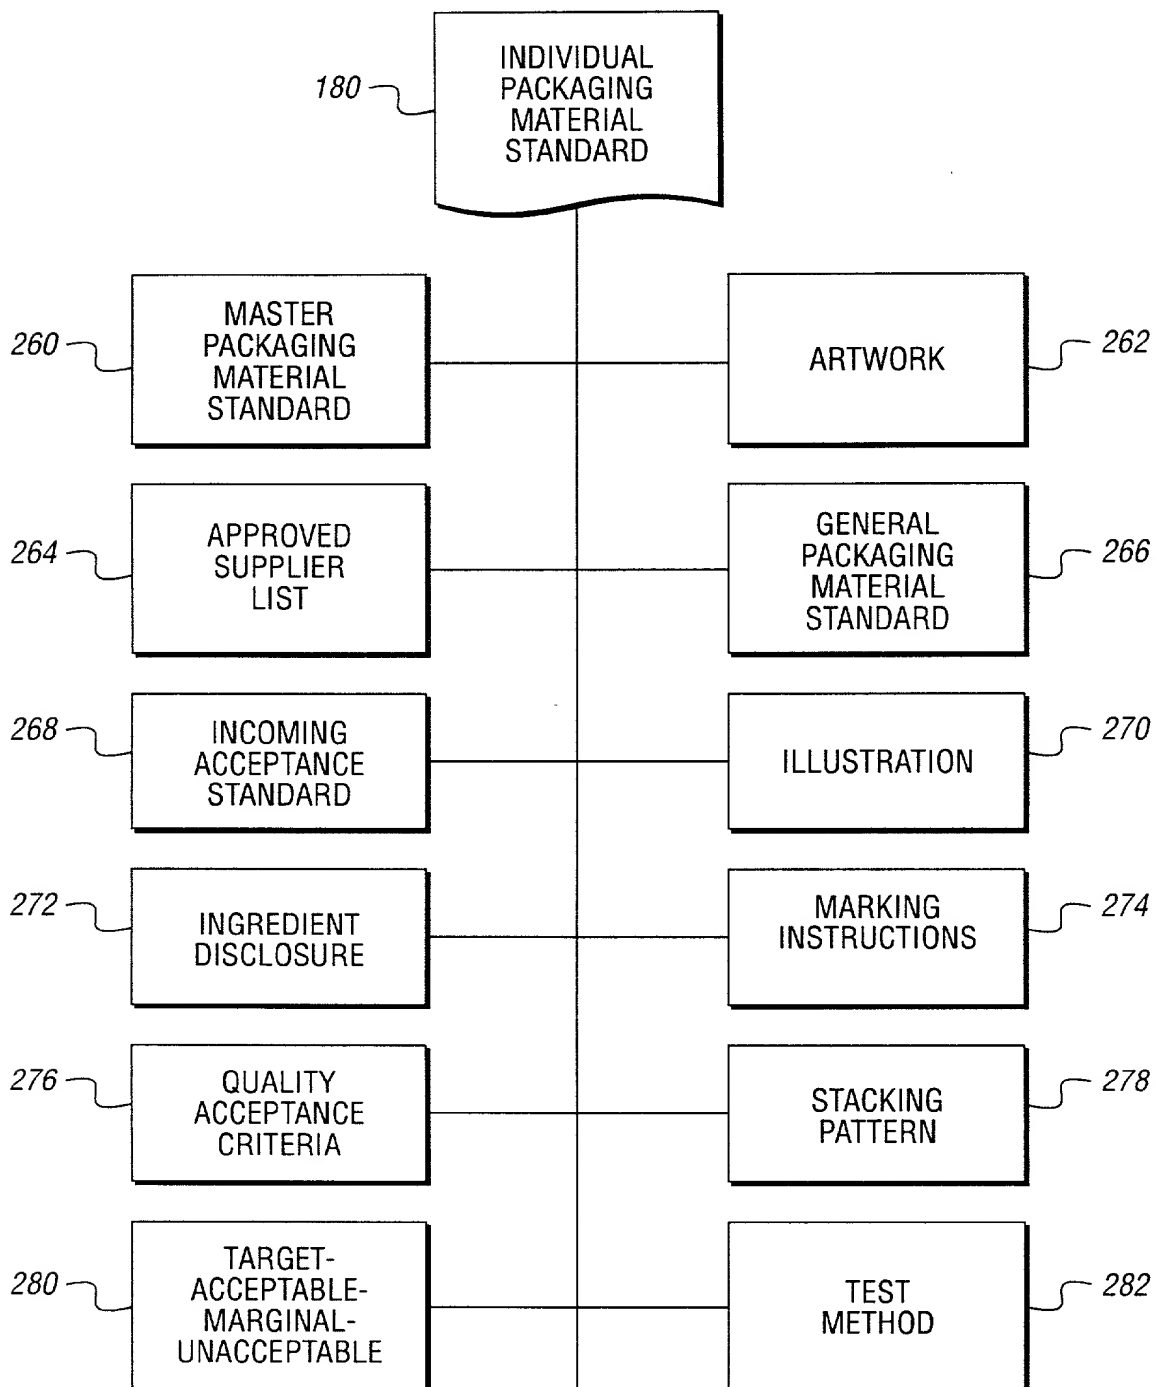 INDIVIDUAL
PACKAGING
MATERIAL
STANDARD
180
MASTER
PACKAGING
MATERIAL
STANDARD
260
ARTWORK
262
APPROVED
SUPPLIER
LIST
264
GENERAL
PACKAGING
MATERIAL
STANDARD
266
INCOMING
ACCEPTANCE
STANDARD
268
ILLUSTRATION
270
INGREDIENT
DISCLOSURE
272
MARKING
INSTRUCTIONS
274
QUALITY
ACCEPTANCE
CRITERIA
276
STACKING
PATTERN
278
TARGET-
ACCEPTABLE-
MARGINAL-
UNACCEPTABLE
280
TEST
METHOD
282